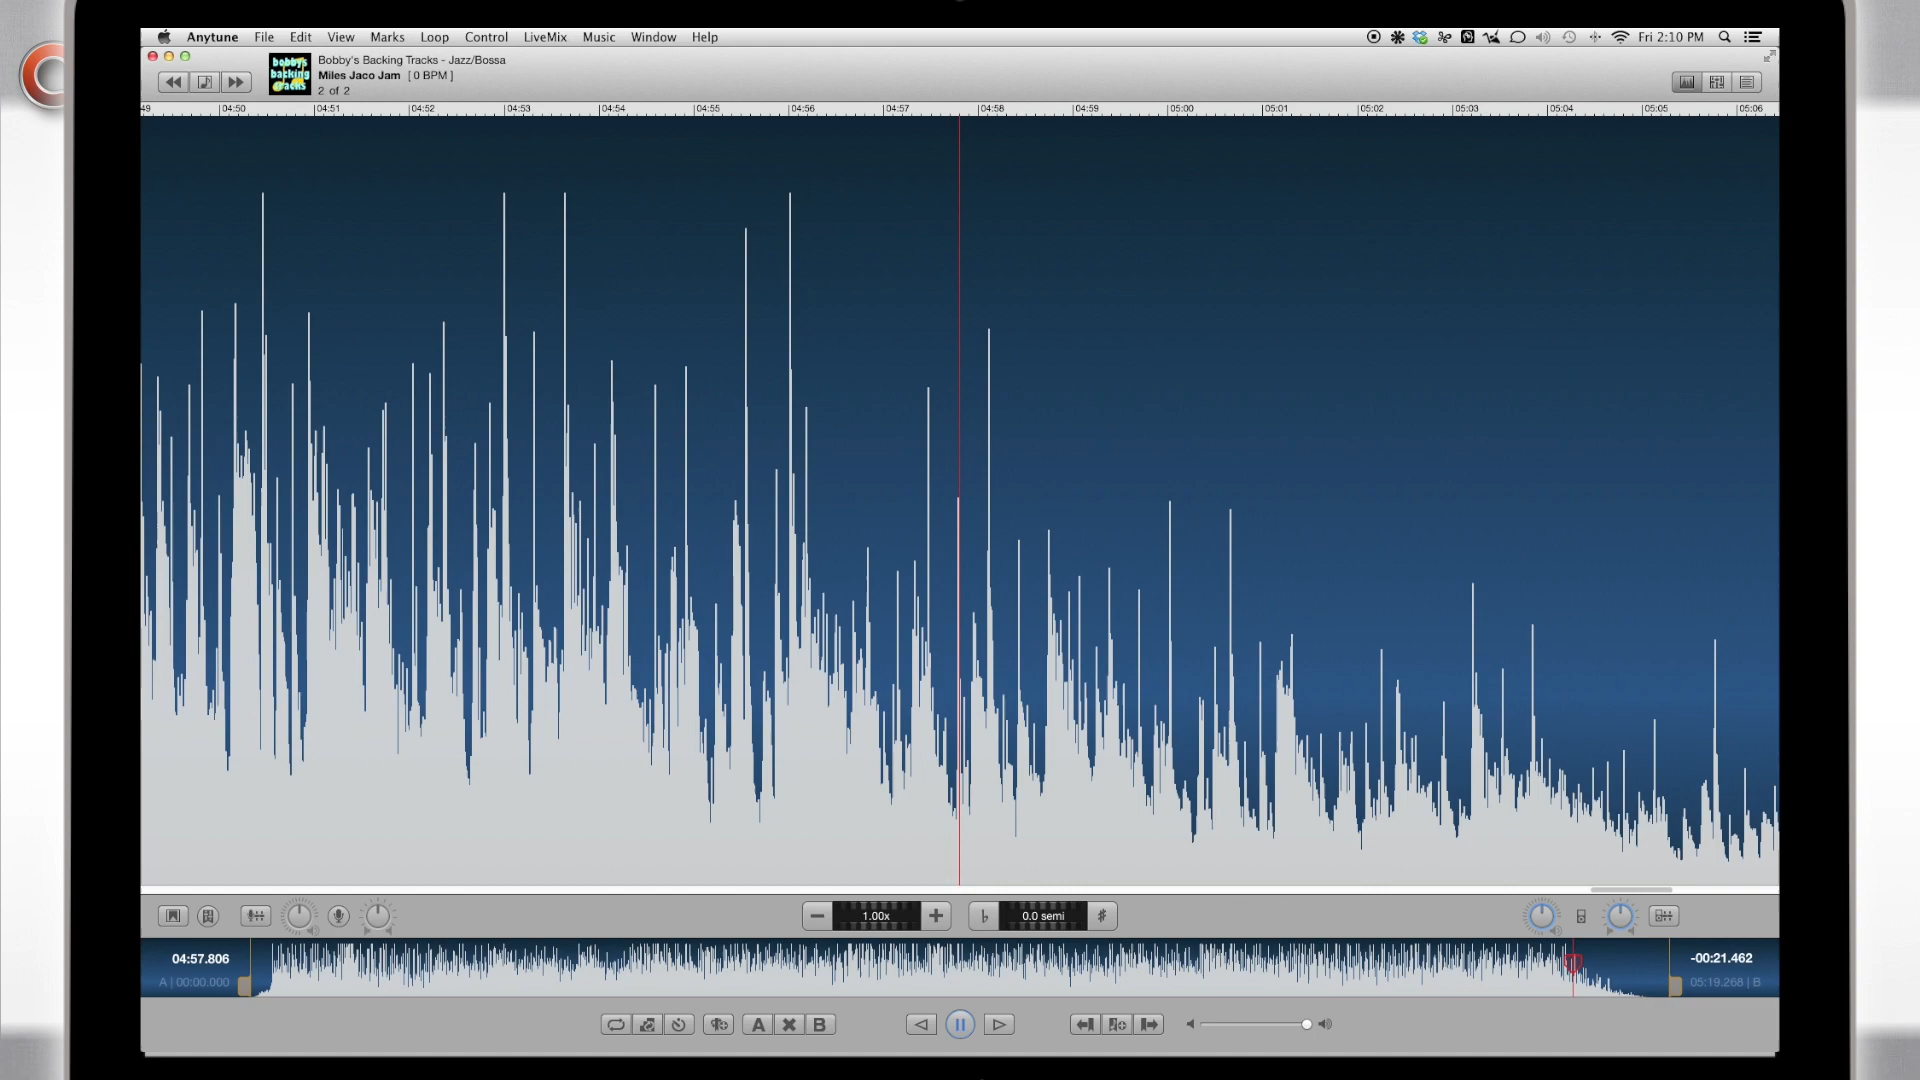 Anytune File Edit View Marks Loop Control LiveMix Music Window Help Fri 2:10 PM
bobby's
backing
tracks
Bobby's Backing Tracks - Jazz/Bossa
Miles Jaco Jam [ 0 BPM ]
2 of 2
49 04:50 04:51 04:52 04:53 04:54 04:55 04:56 04:57 04:58 04:59 05:00 05:01 05:02 05:03 05:04 05:05 05:06
1.00x 0.0 semi
04:57.806 -00:21.462
A | 00:00.000 05:19.268 | B
A B